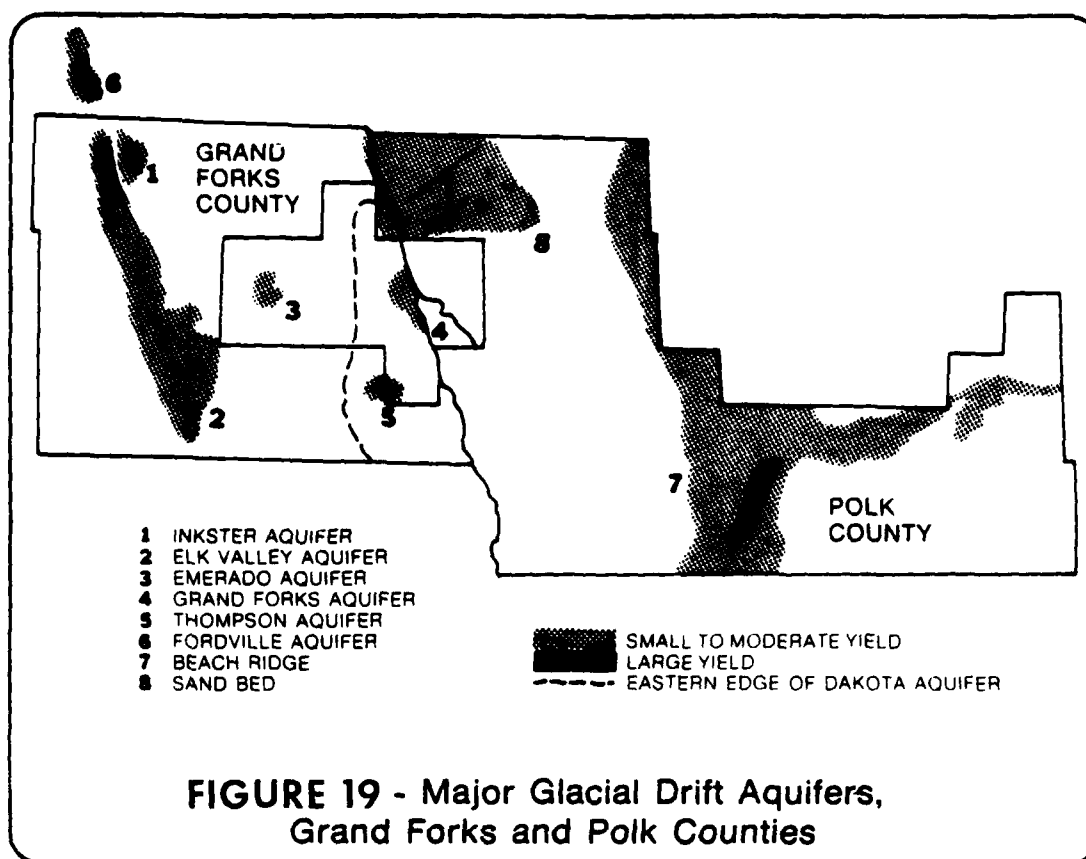 6
GRAND
FORKS
COUNTY
1
8
3
4
2
5
7
POLK
COUNTY
1 INKSTER AQUIFER
2 ELK VALLEY AQUIFER
3 EMERADO AQUIFER
4 GRAND FORKS AQUIFER
5 THOMPSON AQUIFER
6 FORDVILLE AQUIFER
7 BEACH RIDGE
8 SAND BED
SMALL TO MODERATE YIELD
LARGE YIELD
EASTERN EDGE OF DAKOTA AQUIFER
FIGURE 19 - Major Glacial Drift Aquifers,
Grand Forks and Polk Counties